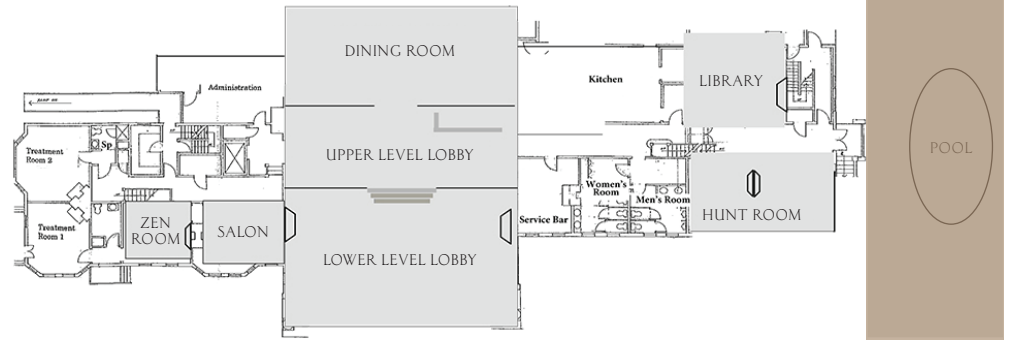 DINING ROOM
Kitchen
LIBRARY
Administration
Treatment
Room 2
Sp
UPPER LEVEL LOBBY
POOL
Women's
Room
Men's Room
Service Bar
HUNT ROOM
ZEN
ROOM
SALON
Treatment
Room 1
LOWER LEVEL LOBBY